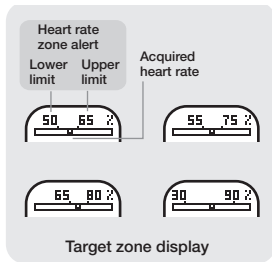 Heart rate
zone alert
Lower limit
Upper limit
Acquired
heart rate
50 65 %
55 75 %
65 80 %
30 90 %
Target zone display